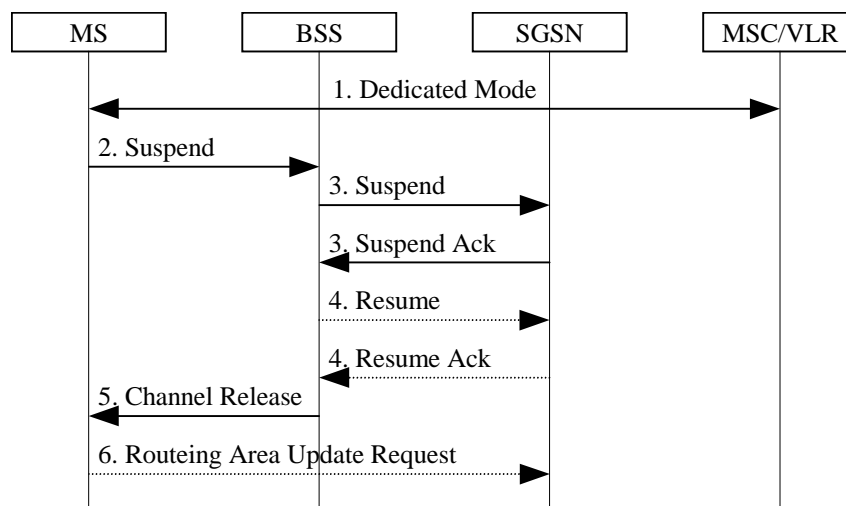 MS
BSS
SGSN
MSC/VLR
1. Dedicated Mode
2. Suspend
3. Suspend
3. Suspend Ack
4. Resume
4. Resume Ack
5. Channel Release
6. Routeing Area Update Request